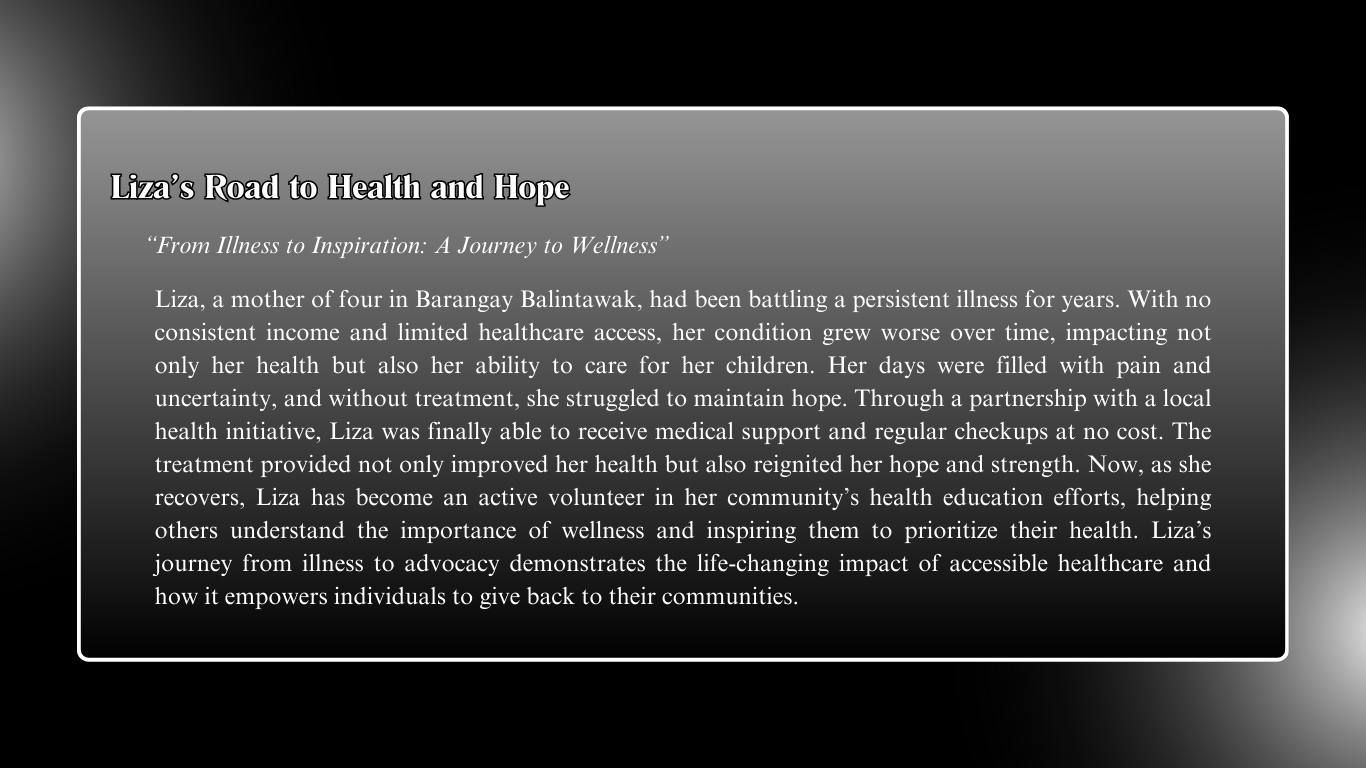 Liza’s Road to Health and Hope
“From Illness to Inspiration: A Journey to Wellness”
Liza, a mother of four in Barangay Balintawak, had been battling a persistent illness for years. With no
consistent income and limited healthcare access, her condition grew worse over time, impacting not
only her health but also her ability to care for her children. Her days were filled with pain and
uncertainty, and without treatment, she struggled to maintain hope. Through a partnership with a local
health initiative, Liza was finally able to receive medical support and regular checkups at no cost. The
treatment provided not only improved her health but also reignited her hope and strength. Now, as she
recovers, Liza has become an active volunteer in her community’s health education efforts, helping
others understand the importance of wellness and inspiring them to prioritize their health. Liza’s
journey from illness to advocacy demonstrates the life-changing impact of accessible healthcare and
how it empowers individuals to give back to their communities.